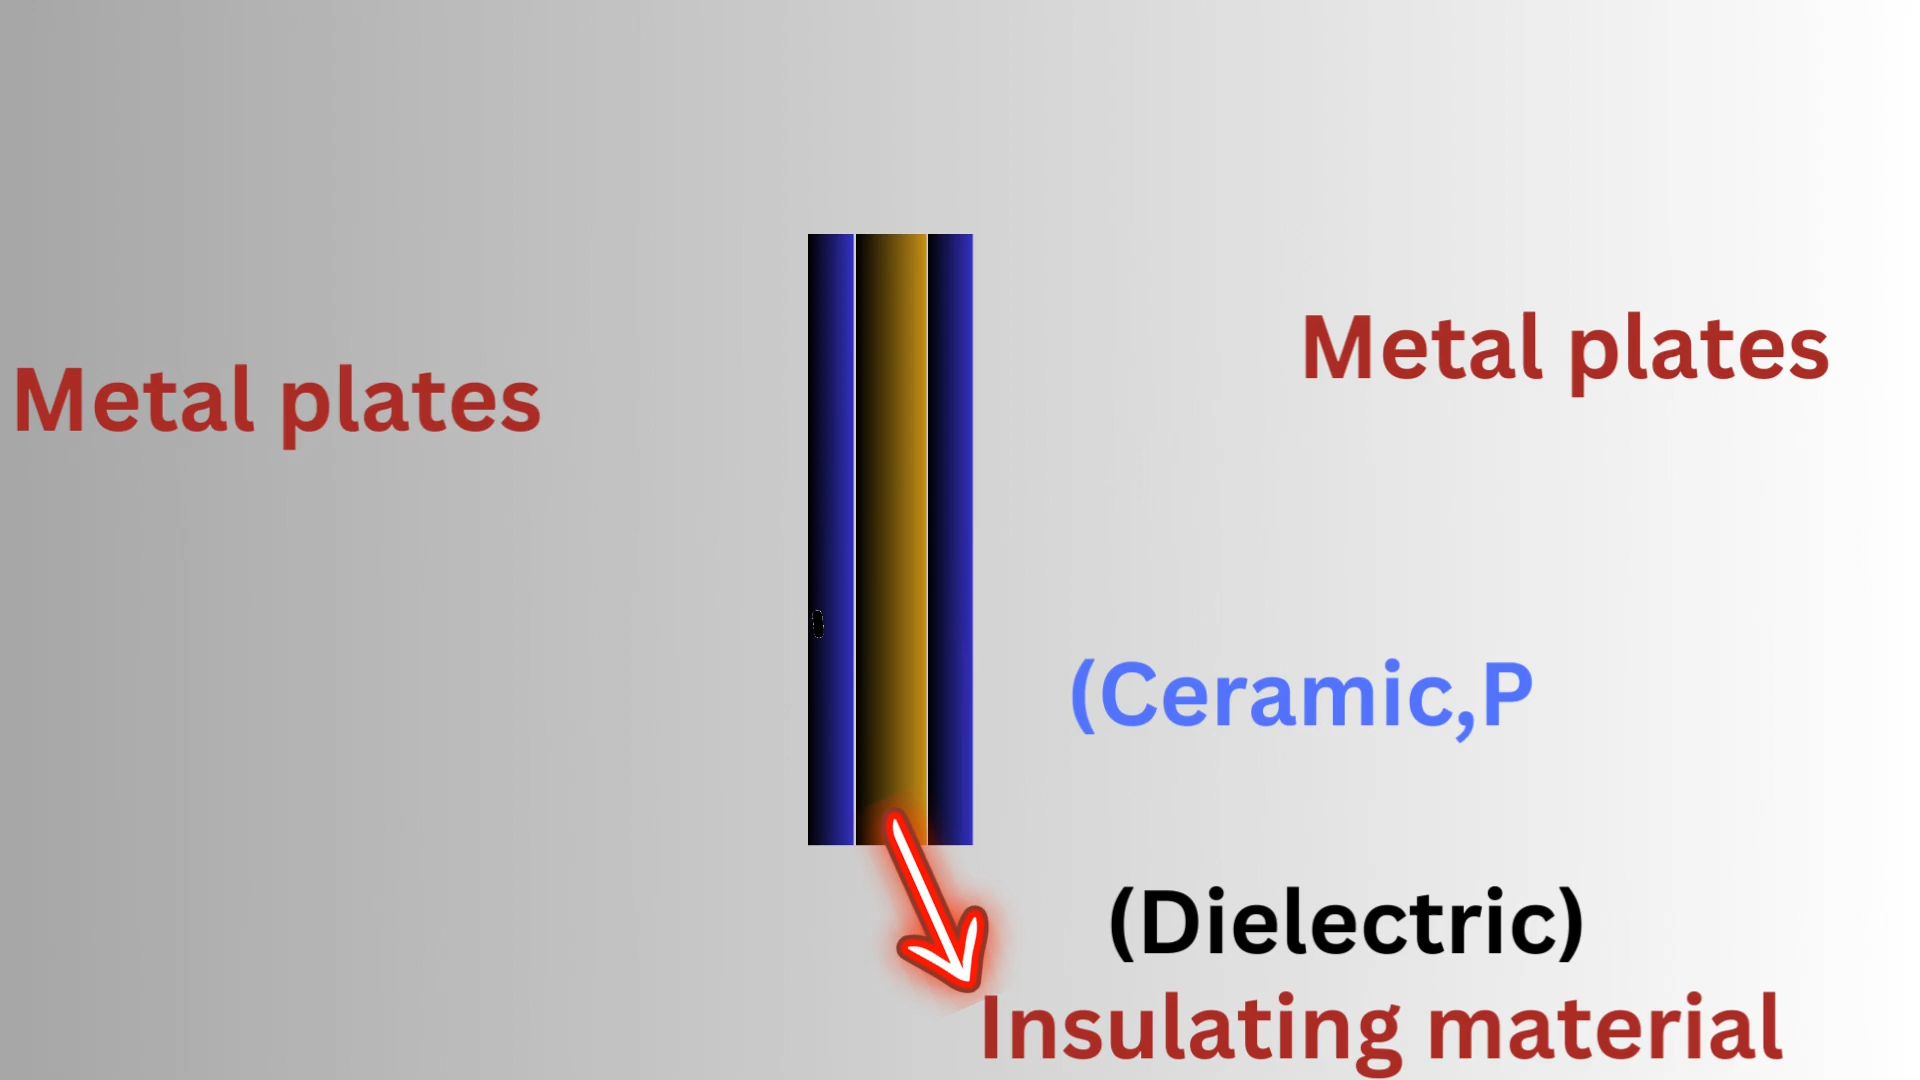 Metal plates
Metal plates
(Ceramic,P
(Dielectric)
Insulating material